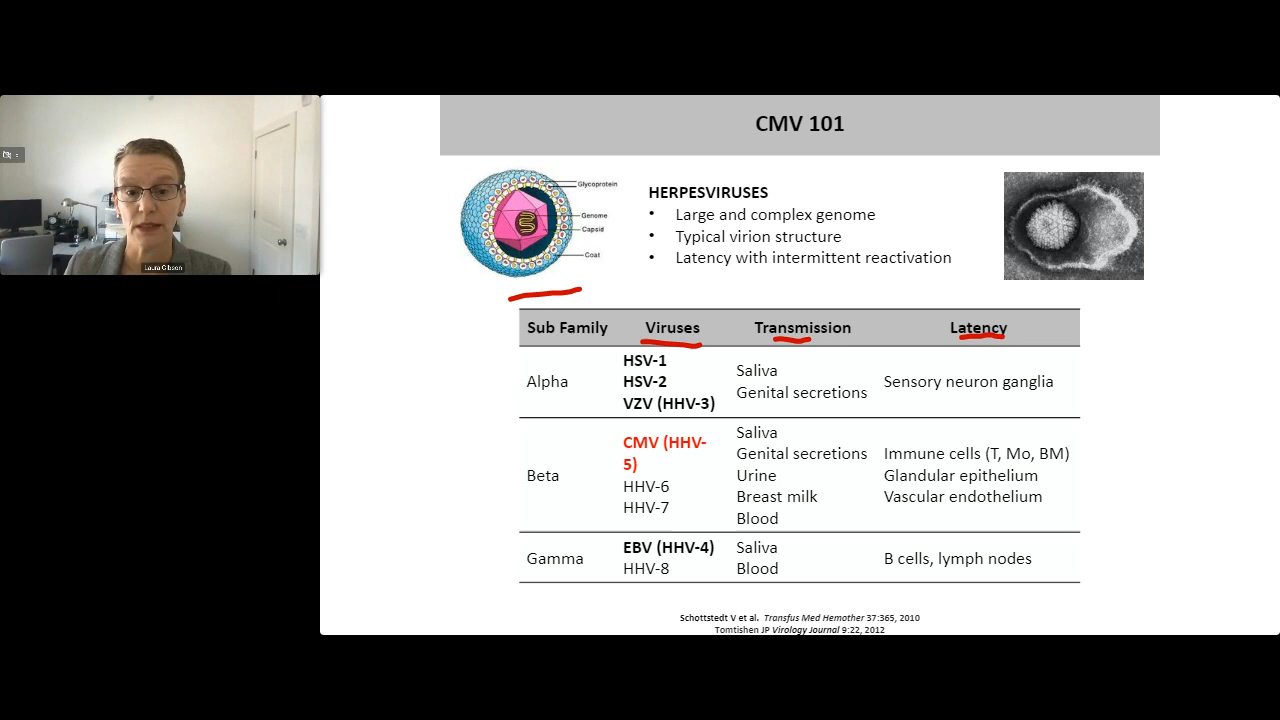 CMV 101
Glycoprotein
Genome
Capsid
Coat
HERPESVIRUSES
• Large and complex genome
• Typical virion structure
• Latency with intermittent reactivation
Laura Gibson
Sub Family Viruses Transmission Latency
Alpha
HSV-1
HSV-2
VZV (HHV-3)
Saliva
Genital secretions
Sensory neuron ganglia
Beta
CMV (HHV-
5)
HHV-6
HHV-7
Saliva
Genital secretions
Urine
Breast milk
Blood
Immune cells (T, Mo, BM)
Glandular epithelium
Vascular endothelium
Gamma
EBV (HHV-4)
HHV-8
Saliva
Blood
B cells, lymph nodes
Schottstedt V et al. Transfus Med Hemother 37:365, 2010
Tomtishen JP Virology Journal 9:22, 2012